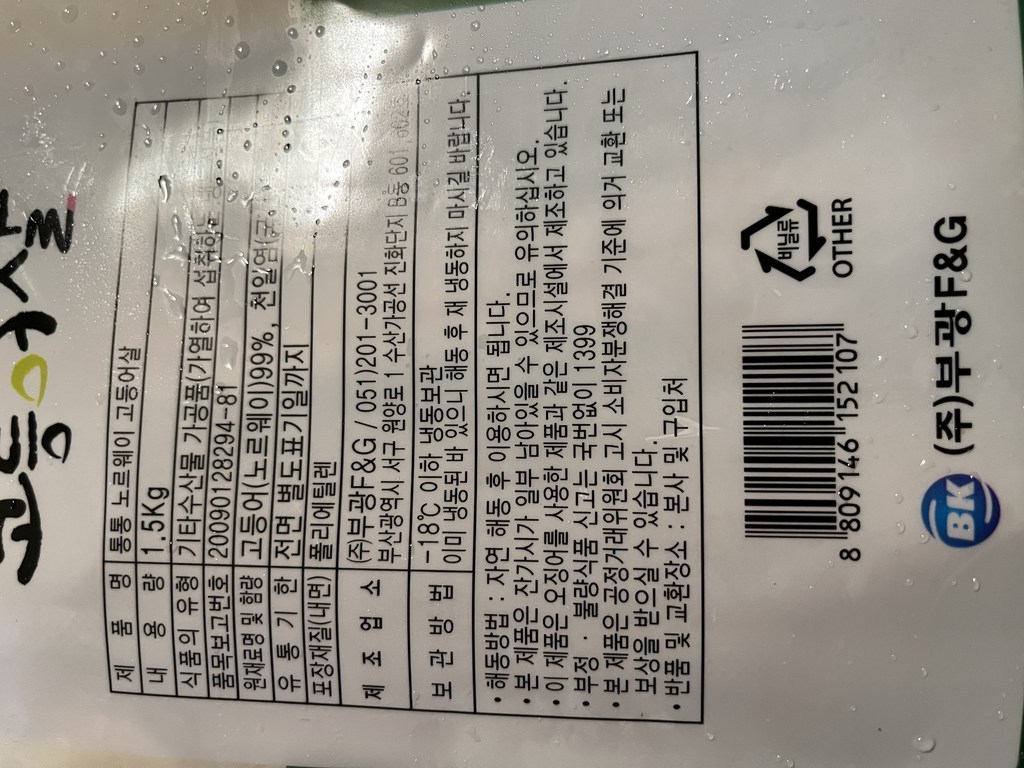 고등어살
제 품 명 통통 노르웨이 고등어살
내 용 량 1.5Kg
식품의 유형 기타수산물 가공품(가열하여 섭취하는
품목보고번호 20090128294-81
원재료명 및 함량 고등어(노르웨이)99%, 천일염(국
유 통 기 한 전면 별도표기일까지
포장재질(내면) 폴리에틸렌
제 조 업 소 (주)부광F&G / 051)201-3001
부산광역시 서구 원양로 1 수산가공선진화단지 B동 601,602호
보 관 방 법 -18℃ 이하 냉동보관
이미 냉동된 바 있으니 해동 후 재 냉동하지 마시길 바랍니다.
• 해동방법 : 자연 해동 후 이용하시면 됩니다.
• 본 제품은 잔가시가 일부 남아있을 수 있으므로 유의하십시오.
• 이 제품은 오징어를 사용한 제품과 같은 제조시설에서 제조하고 있습니다.
• 부정 · 불량식품 신고는 국번없이 1399
• 본 제품은 공정거래위원회 고시 소비자분쟁해결 기준에 의거 교환 또는
보상을 받으실 수 있습니다.
• 반품 및 교환장소 : 본사 및 구입처
8 809146 152107
비닐류
OTHER
BK (주)부광F&G